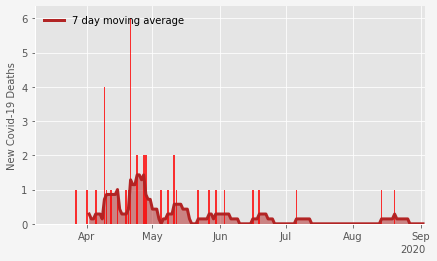 7 day moving average
New Covid-19 Deaths
6
5
4
3
2
1
0
Apr
May
Jun
Jul
Aug
Sep
2020